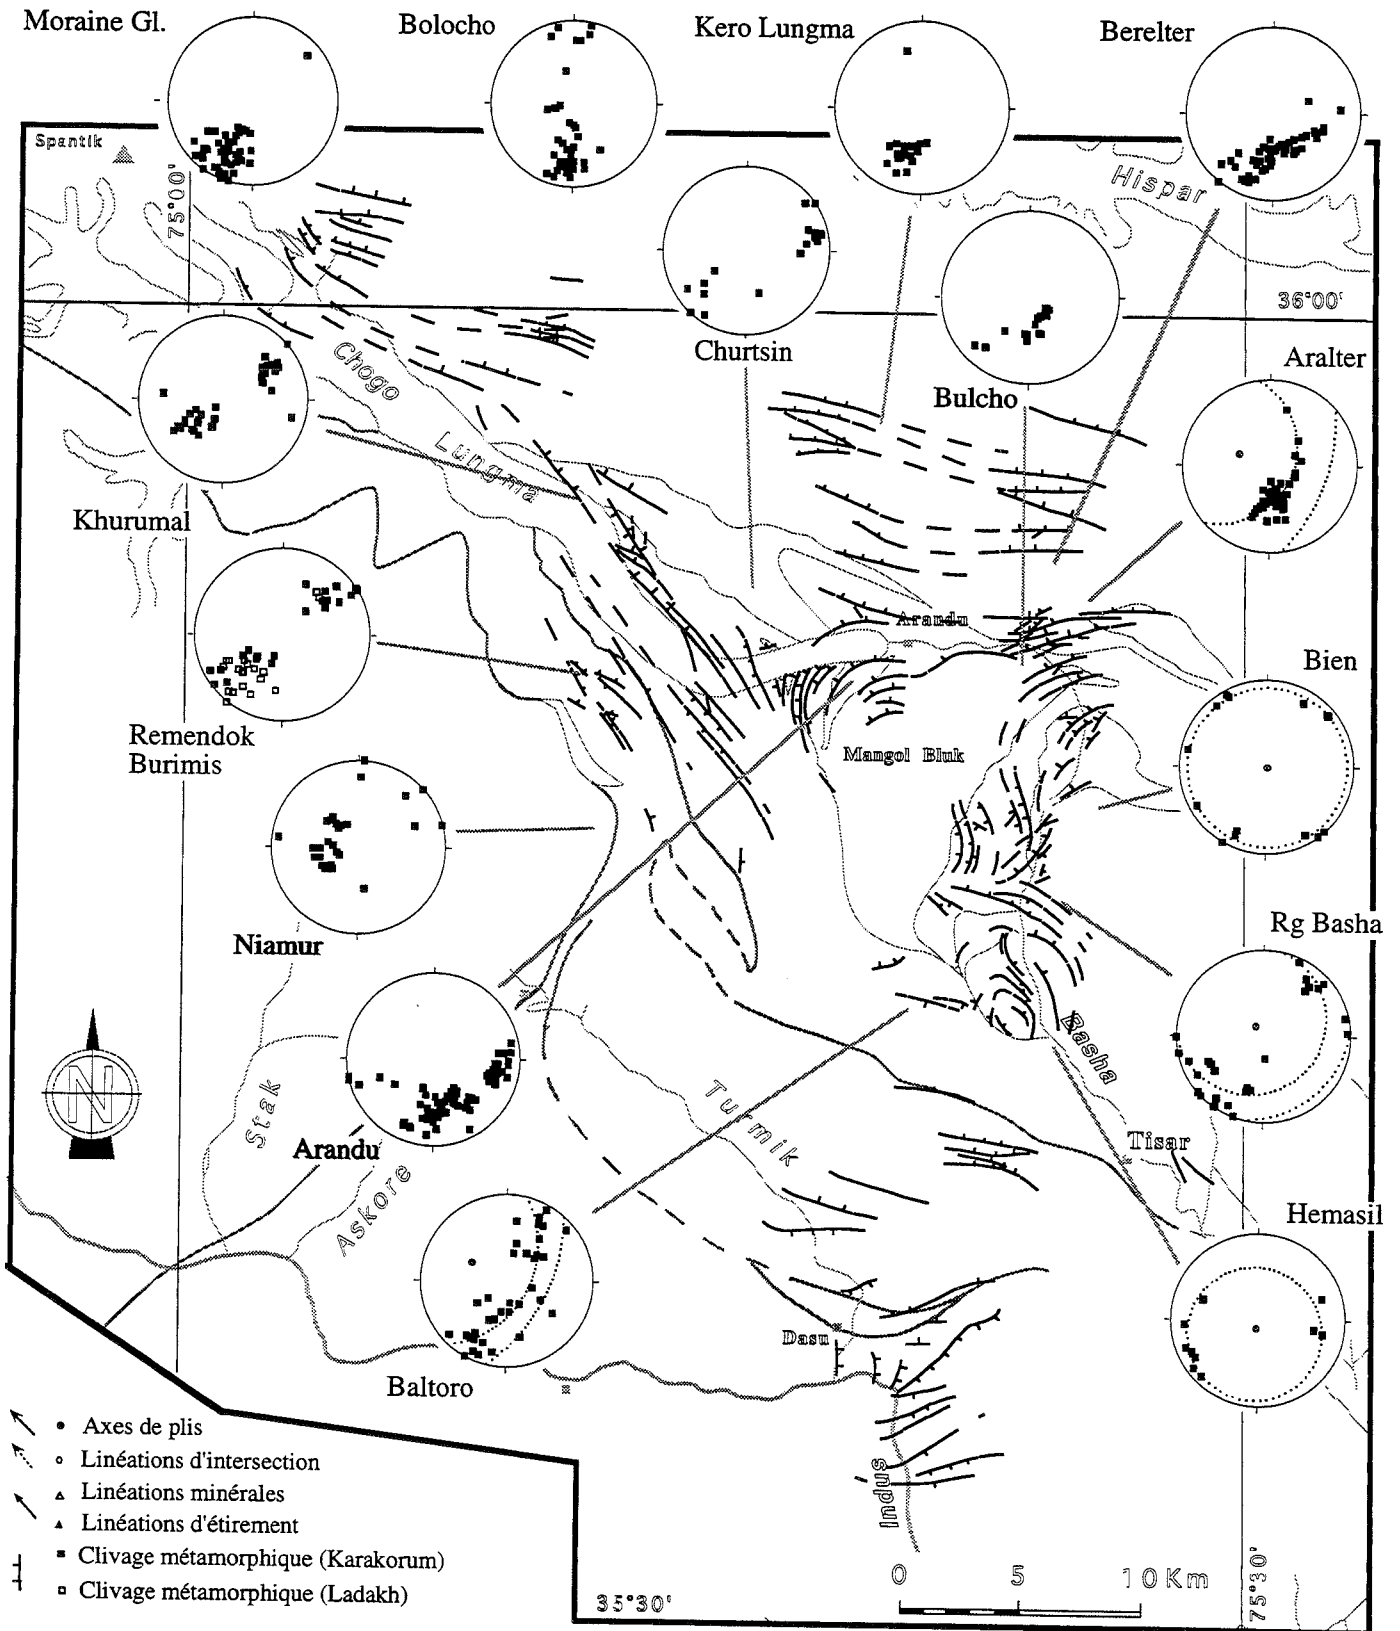 Moraine Gl.
Bolocho
Kero Lungma
Berelter
Spantik
75°00'
Hispar
36°00'
Churtsin
Bulcho
Aralter
Chogo
Lungma
Khurumal
Arandu
Bien
Remendok
Burimis
Mangol Bluk
Niamur
Rg Basha
N
Stak
Turmik
Basha
Tisar
Arandu
Askore
Hemasil
Dasu
Baltoro
Axes de plis
Linéations d'intersection
Linéations minérales
Linéations d'étirement
Clivage métamorphique (Karakorum)
Clivage métamorphique (Ladakh)
Indus
0 5 10 Km
35°30'
75°30'